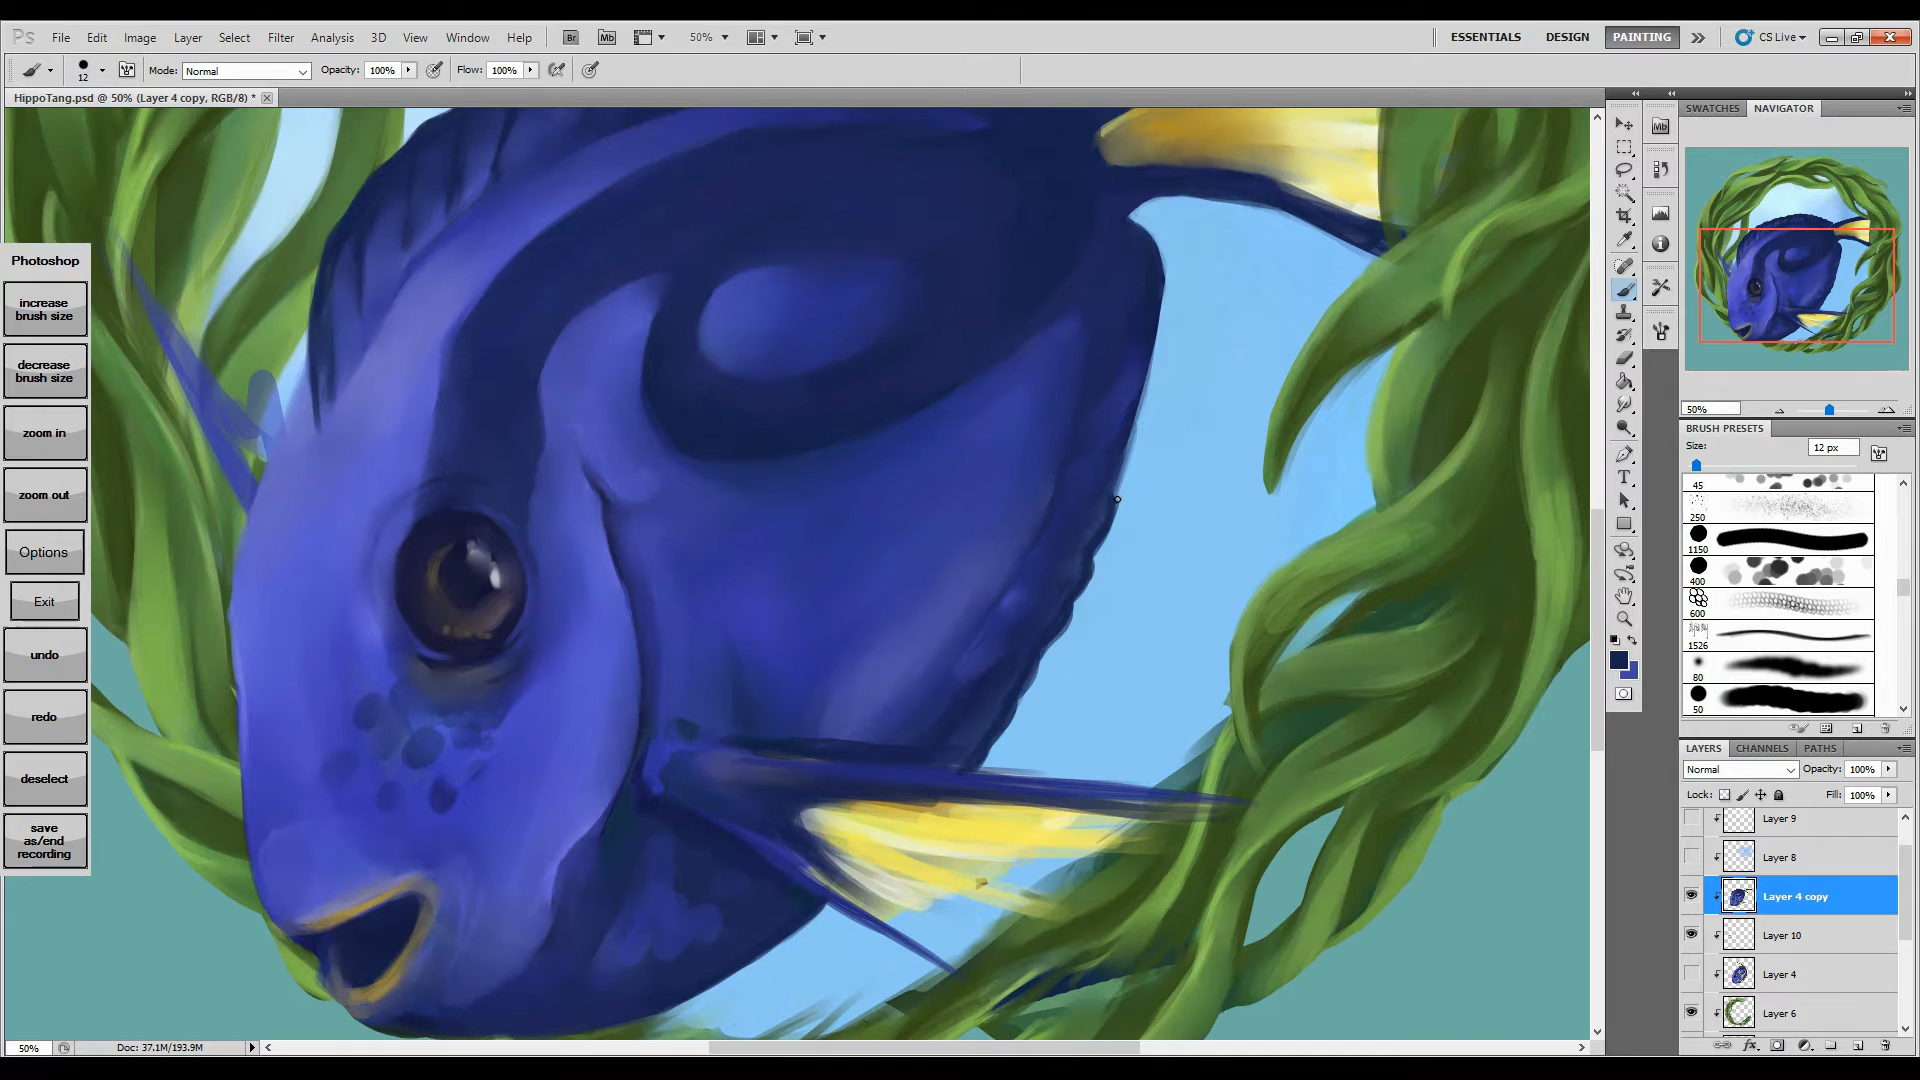 Ps File Edit Image Layer Select Filter Analysis 3D View Window Help Br Mb 50% ESSENTIALS DESIGN PAINTING CS Live
12 Mode: Normal Opacity: 100% Flow: 100%
HippoTang.psd @ 50% (Layer 4 copy, RGB/8) *
SWATCHES NAVIGATOR
Mb
Photoshop
increase
brush size
decrease
brush size
zoom in
zoom out
Options
Exit
undo
redo
deselect
save
as/end
recording
50%
BRUSH PRESETS
Size: 12 px
45
250
1150
400
600
1526
80
50
LAYERS CHANNELS PATHS
Normal Opacity: 100%
Lock: Fill: 100%
Layer 9
Layer 8
Layer 4 copy
Layer 10
Layer 4
Layer 6
50% Doc: 37.1M/193.9M